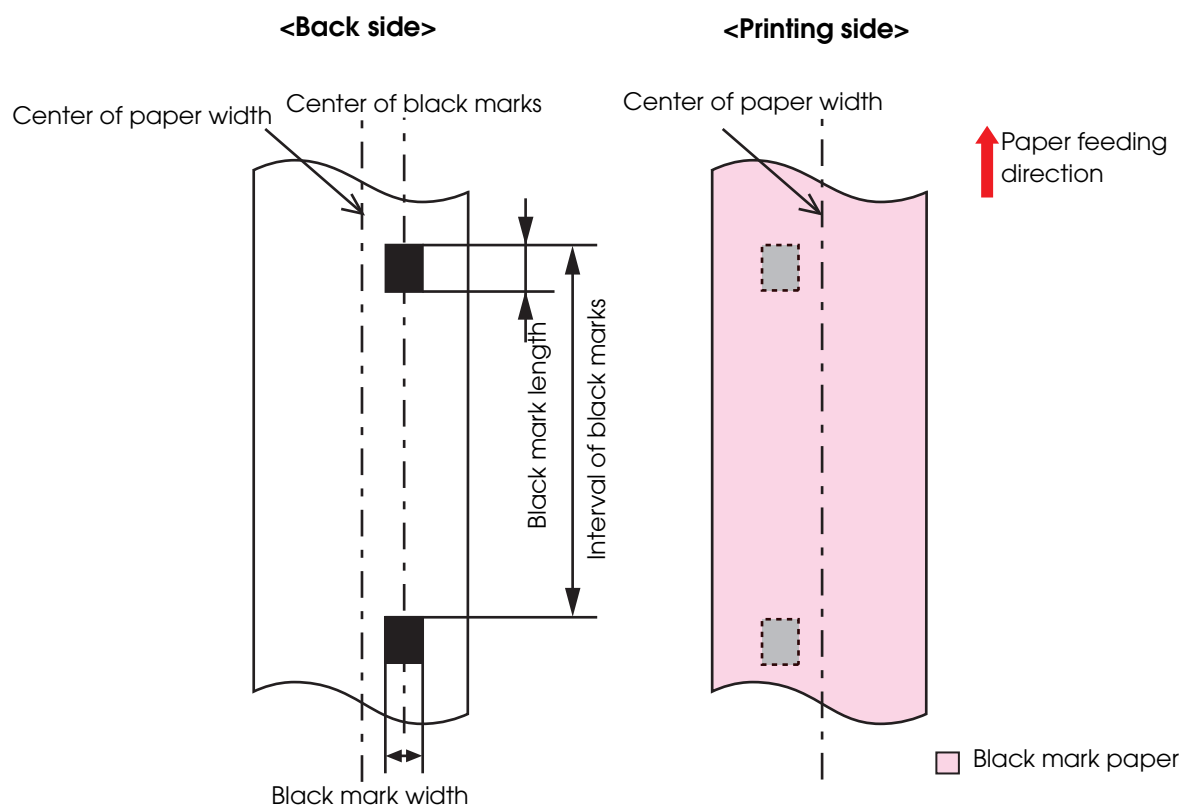 <Back side>
<Printing side>
Center of paper width
Center of black marks
Center of paper width
Paper feeding
direction
Black mark length
Interval of black marks
Black mark width
Black mark paper